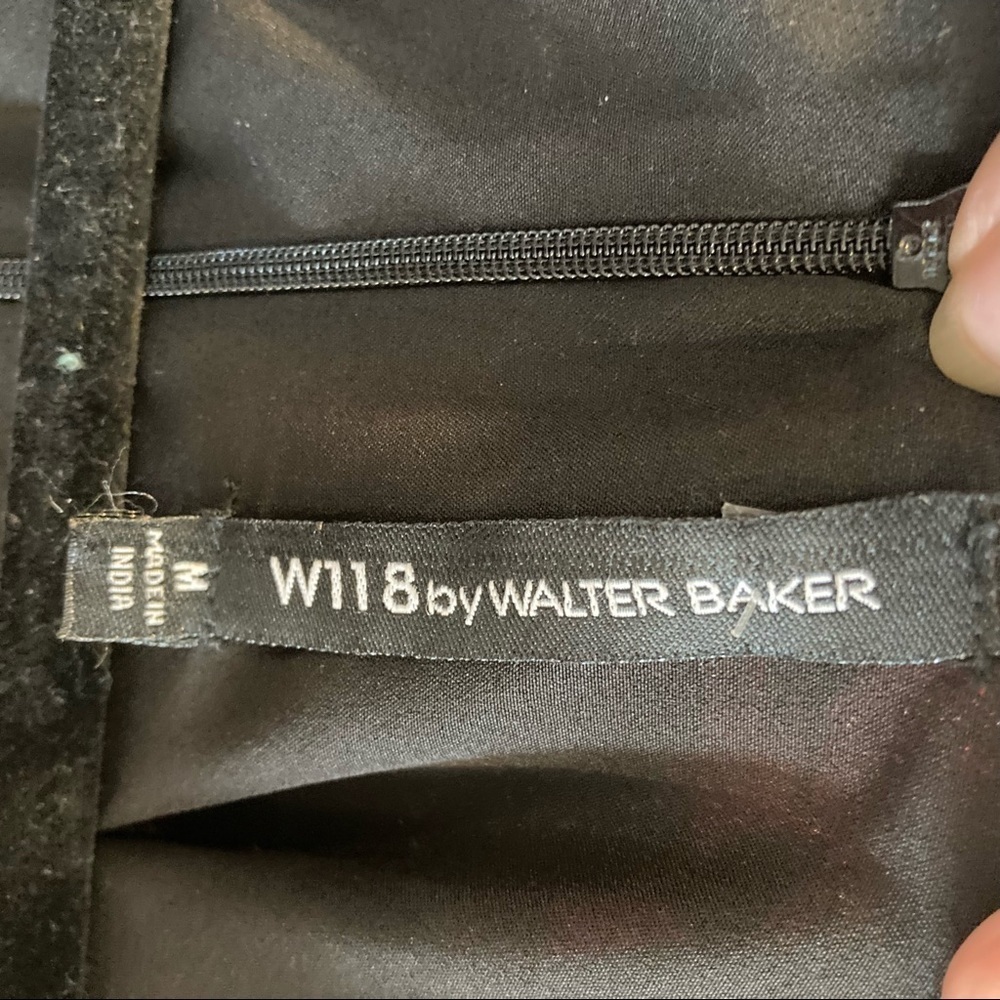 W118 by WALTER BAKER
M
MADE IN
INDIA